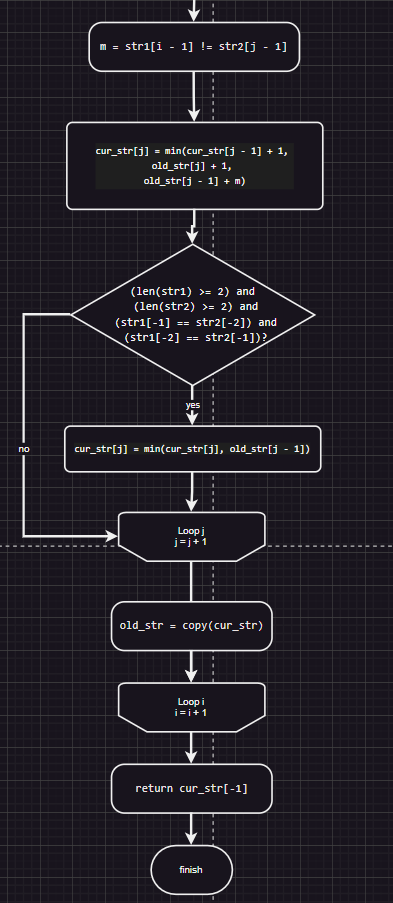 m = str1[i - 1] != str2[j - 1]
cur_str[j] = min(cur_str[j - 1] + 1,
old_str[j] + 1,
old_str[j - 1] + m)
(len(str1) >= 2) and
(len(str2) >= 2) and
(str1[-1] == str2[-2]) and
(str1[-2] == str2[-1])?
yes
no
cur_str[j] = min(cur_str[j], old_str[j - 1])
Loop j
j = j + 1
old_str = copy(cur_str)
Loop i
i = i + 1
return cur_str[-1]
finish